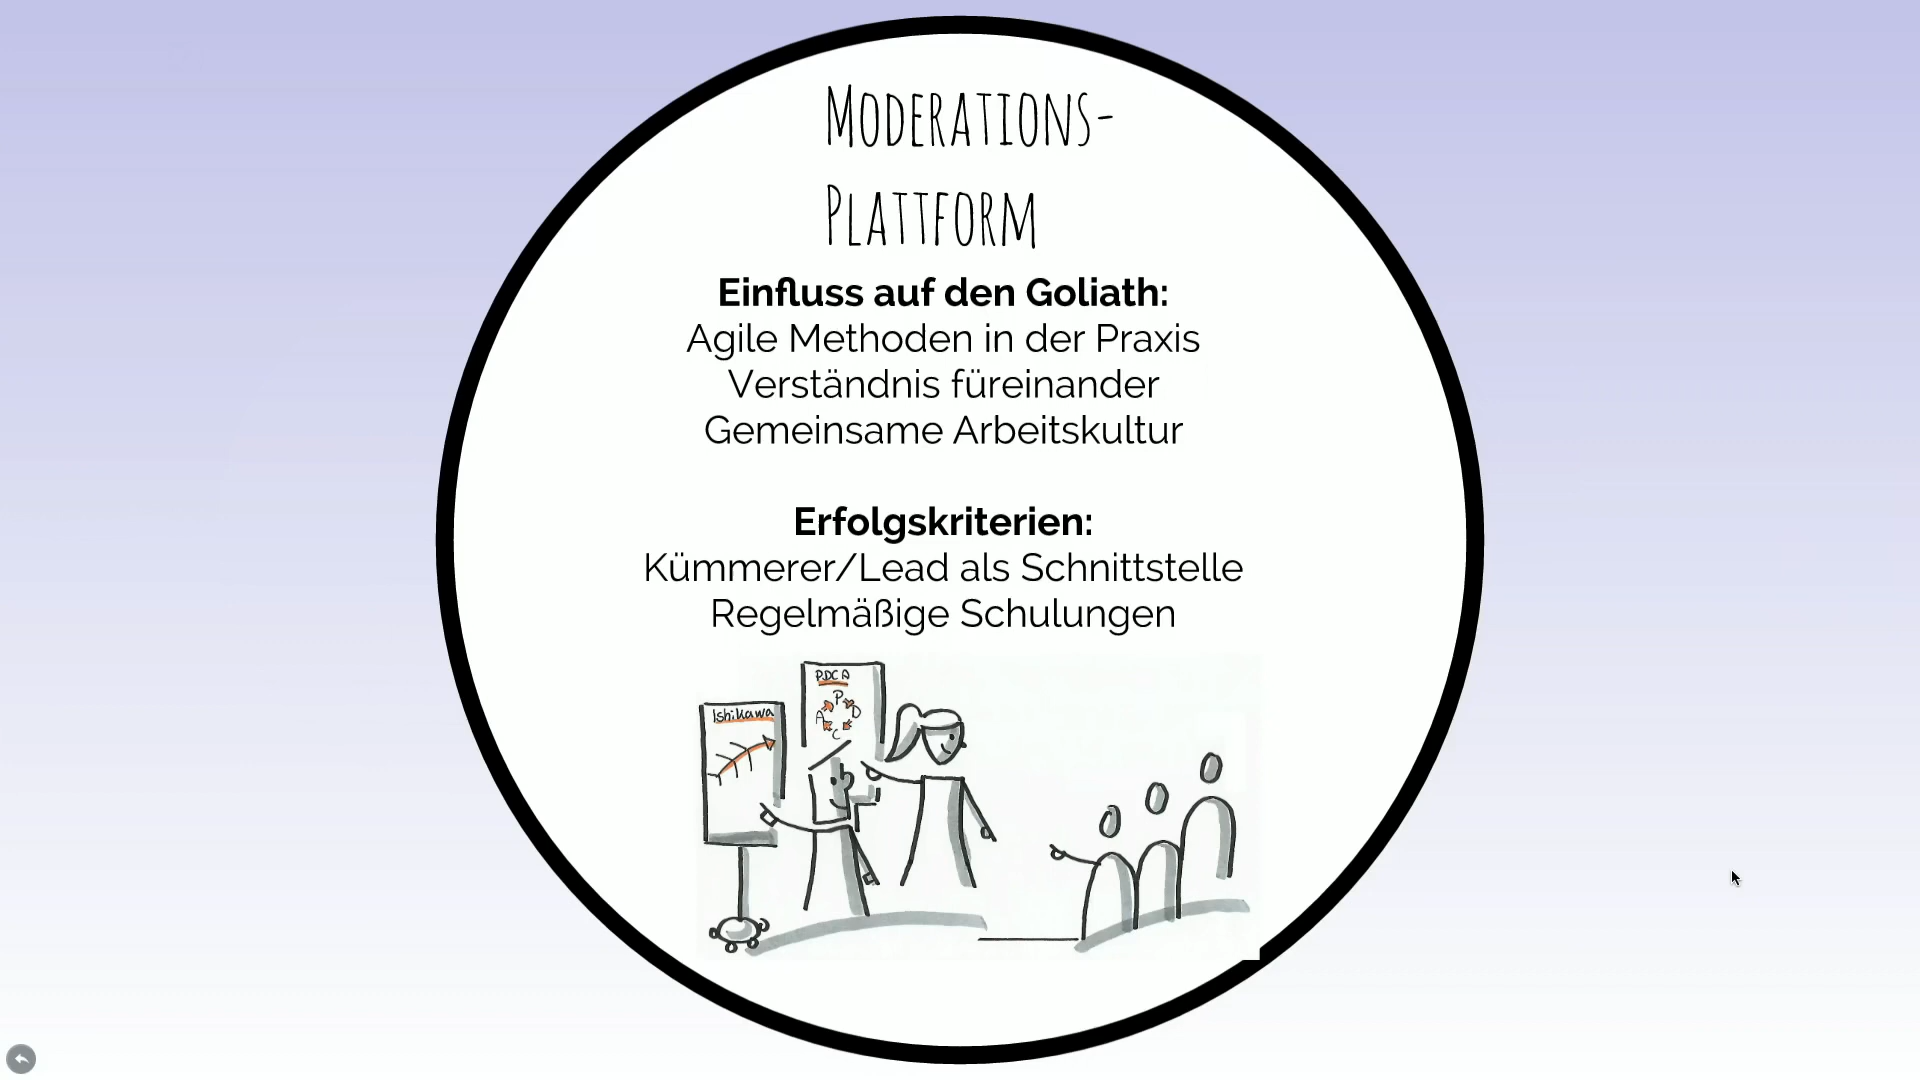 Moderations-
Plattform
Einfluss auf den Goliath:
Agile Methoden in der Praxis
Verständnis füreinander
Gemeinsame Arbeitskultur
Erfolgskriterien:
Kümmerer/Lead als Schnittstelle
Regelmäßige Schulungen
PDCA
P
A D
C
Ishikawa